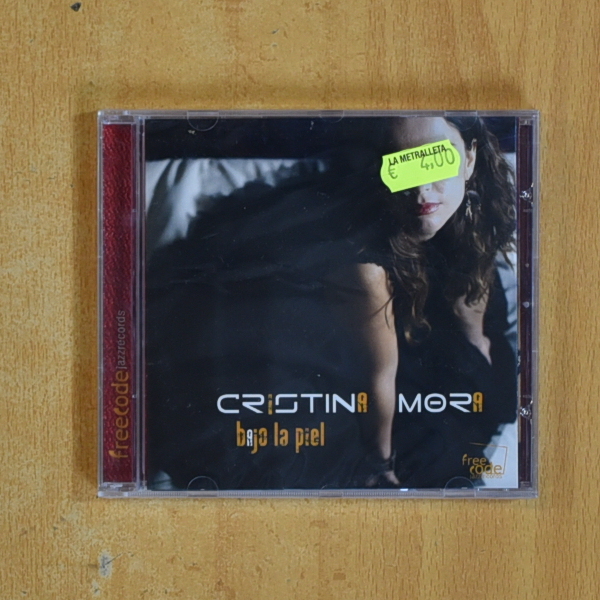 LA METRALLETA
€ 4,00
CRISTINA MORA
bajo la piel
freecode jazzrecords
free
code